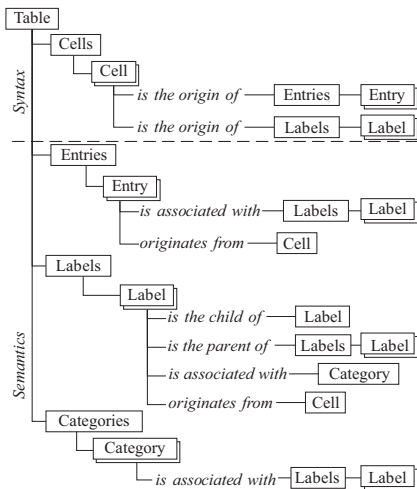 Table
Cells
Cell
is the origin of Entries Entry
is the origin of Labels Label
Syntax
Entries
Entry
is associated with Labels Label
originates from Cell
Labels
Label
is the child of Label
is the parent of Labels Label
is associated with Category
originates from Cell
Semantics
Categories
Category
is associated with Labels Label